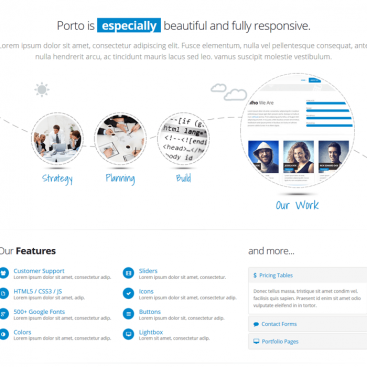 Porto is especially beautiful and fully responsive.
Lorem ipsum dolor sit amet, consectetur adipiscing elit. Fusce elementum, nulla vel pellentesque consequat, ante
nulla hendrerit arcu, ac tincidunt mauris lacus sed leo. vamus suscipit molestie vestibulum.
Who We Are
--[if
html lang=
body
Strategy
Planning
Build
Our Work
Our Features
and more...
Customer Support
Lorem ipsum dolor sit amet, consectetur adip.
Sliders
Lorem ipsum dolor sit amet, consectetur.
$ Pricing Tables
HTML5 / CSS3 / JS
Lorem ipsum dolor sit amet, adip.
Icons
Lorem ipsum dolor sit amet, consectetur adip.
Donec tellus massa, tristique sit amet condim vel,
facilisis quis sapien. Praesent id enim sit amet odio
vulputate eleifend in in tortor.
500+ Google Fonts
Lorem ipsum dolor sit amet, consectetur adip.
Buttons
Lorem ipsum dolor sit, consectetur adip.
Contact Forms
Colors
Lorem ipsum dolor sit amet, consectetur adip.
Lightbox
Lorem ipsum dolor sit amet, consectetur adip.
Portfolio Pages